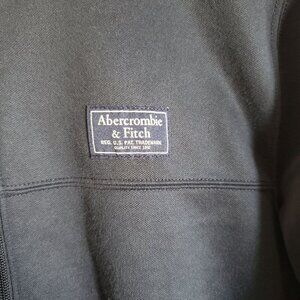 Abercrombie
& Fitch
REG. U.S. PAT. TRADEMARK
QUALITY SINCE 1892